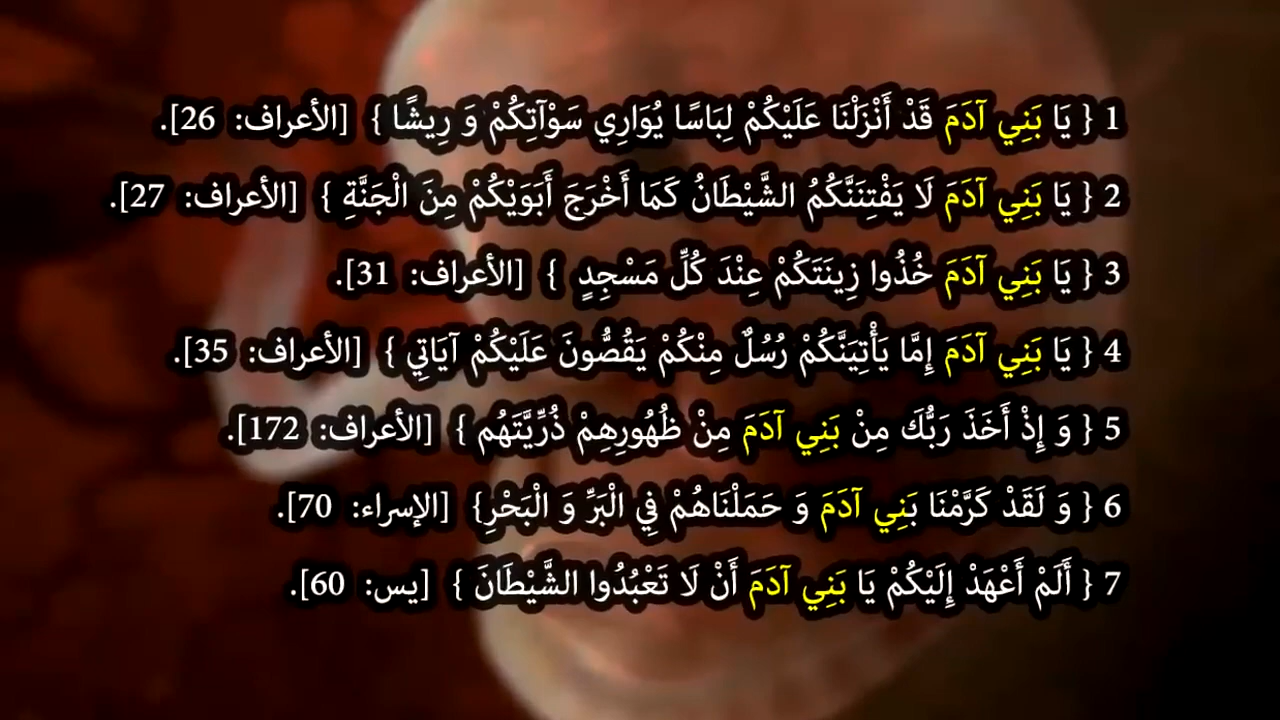 1 { يَا بَنِي آدَمَ قَدْ أَنْزَلْنَا عَلَيْكُمْ لِبَاسًا يُوَارِي سَوْآتِكُمْ وَ رِيشًا } [الأعراف: 26].
2 { يَا بَنِي آدَمَ لَا يَفْتِنَنَّكُمُ الشَّيْطَانُ كَمَا أَخْرَجَ أَبَوَيْكُمْ مِنَ الْجَنَّةِ } [الأعراف: 27].
3 { يَا بَنِي آدَمَ خُذُوا زِينَتَكُمْ عِنْدَ كُلِّ مَسْجِدٍ } [الأعراف: 31].
4 { يَا بَنِي آدَمَ إِمَّا يَأْتِيَنَّكُمْ رُسُلٌ مِنْكُمْ يَقُصُّونَ عَلَيْكُمْ آيَاتِي } [الأعراف: 35].
5 { وَ إِذْ أَخَذَ رَبُّكَ مِنْ بَنِي آدَمَ مِنْ ظُهُورِهِمْ ذُرِّيَّتَهُم } [الأعراف: 172].
6 { وَ لَقَدْ كَرَّمْنَا بَنِي آدَمَ وَ حَمَلْنَاهُمْ فِي الْبَرِّ وَ الْبَحْرِ} [الإسراء: 70].
7 { أَلَمْ أَعْهَدْ إِلَيْكُمْ يَا بَنِي آدَمَ أَنْ لَا تَعْبُدُوا الشَّيْطَانَ } [يس: 60].